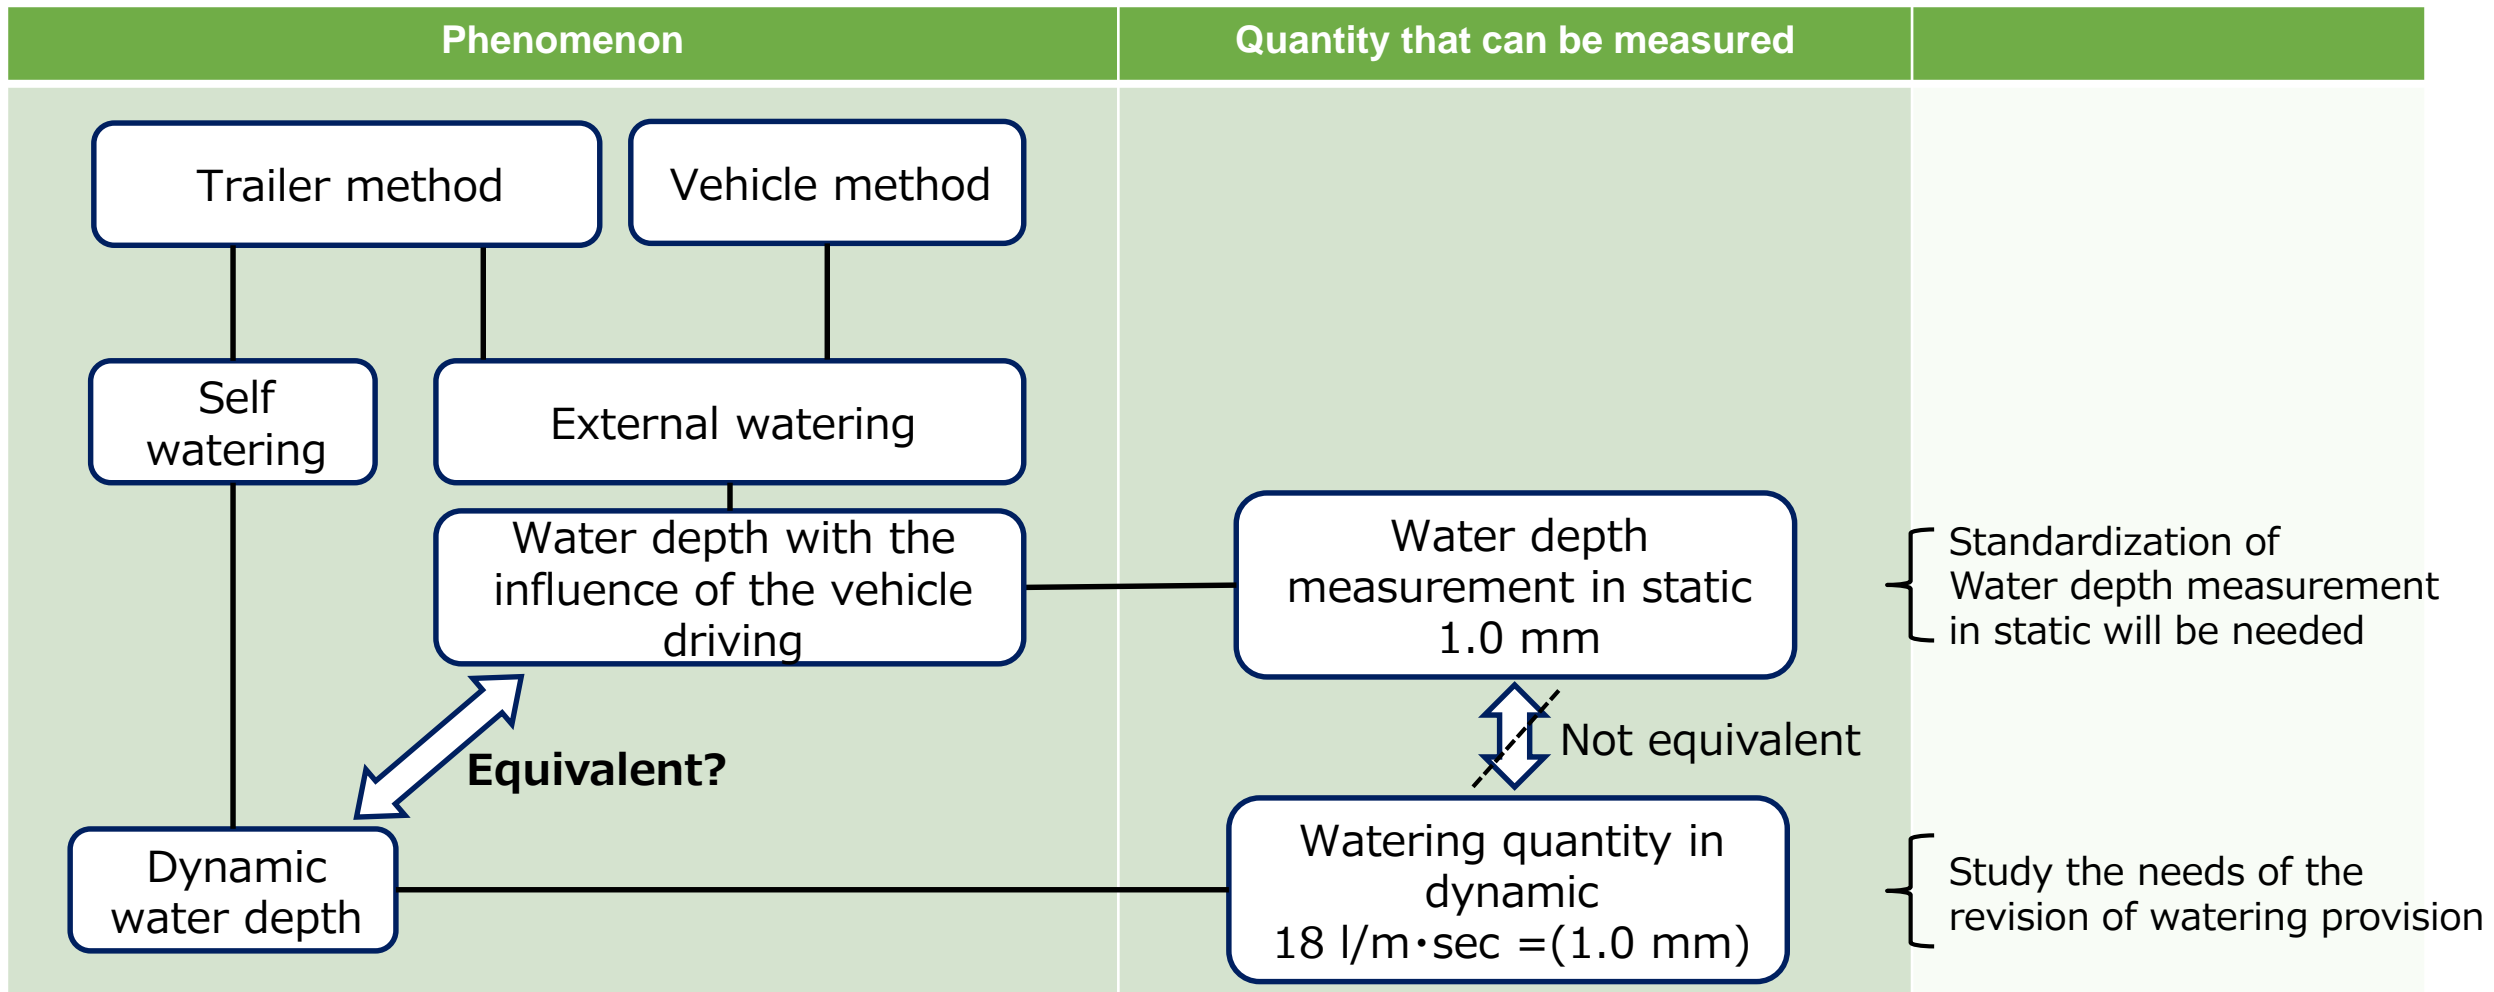 Phenomenon
Quantity that can be measured
Trailer method
Vehicle method
Self
watering
External watering
Water depth with the
influence of the vehicle
driving
Water depth
measurement in static
1.0 mm
Standardization of
Water depth measurement
in static will be needed
Equivalent?
Not equivalent
Dynamic
water depth
Watering quantity in
dynamic
18 l/m・sec =(1.0 mm)
Study the needs of the
revision of watering provision